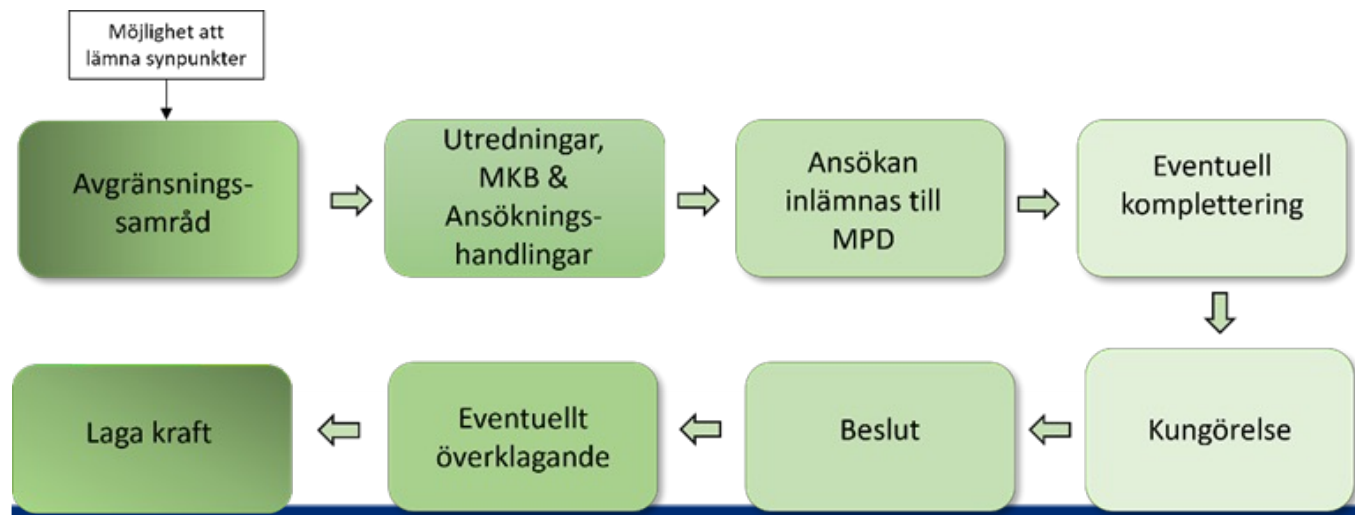 Möjlighet att
lämna synpunkter
Avgränsnings-
samråd
Utredningar,
MKB &
Ansöknings-
handlingar
Ansökan
inlämnas till
MPD
Eventuell
komplettering
Kungörelse
Beslut
Eventuellt
överklagande
Laga kraft